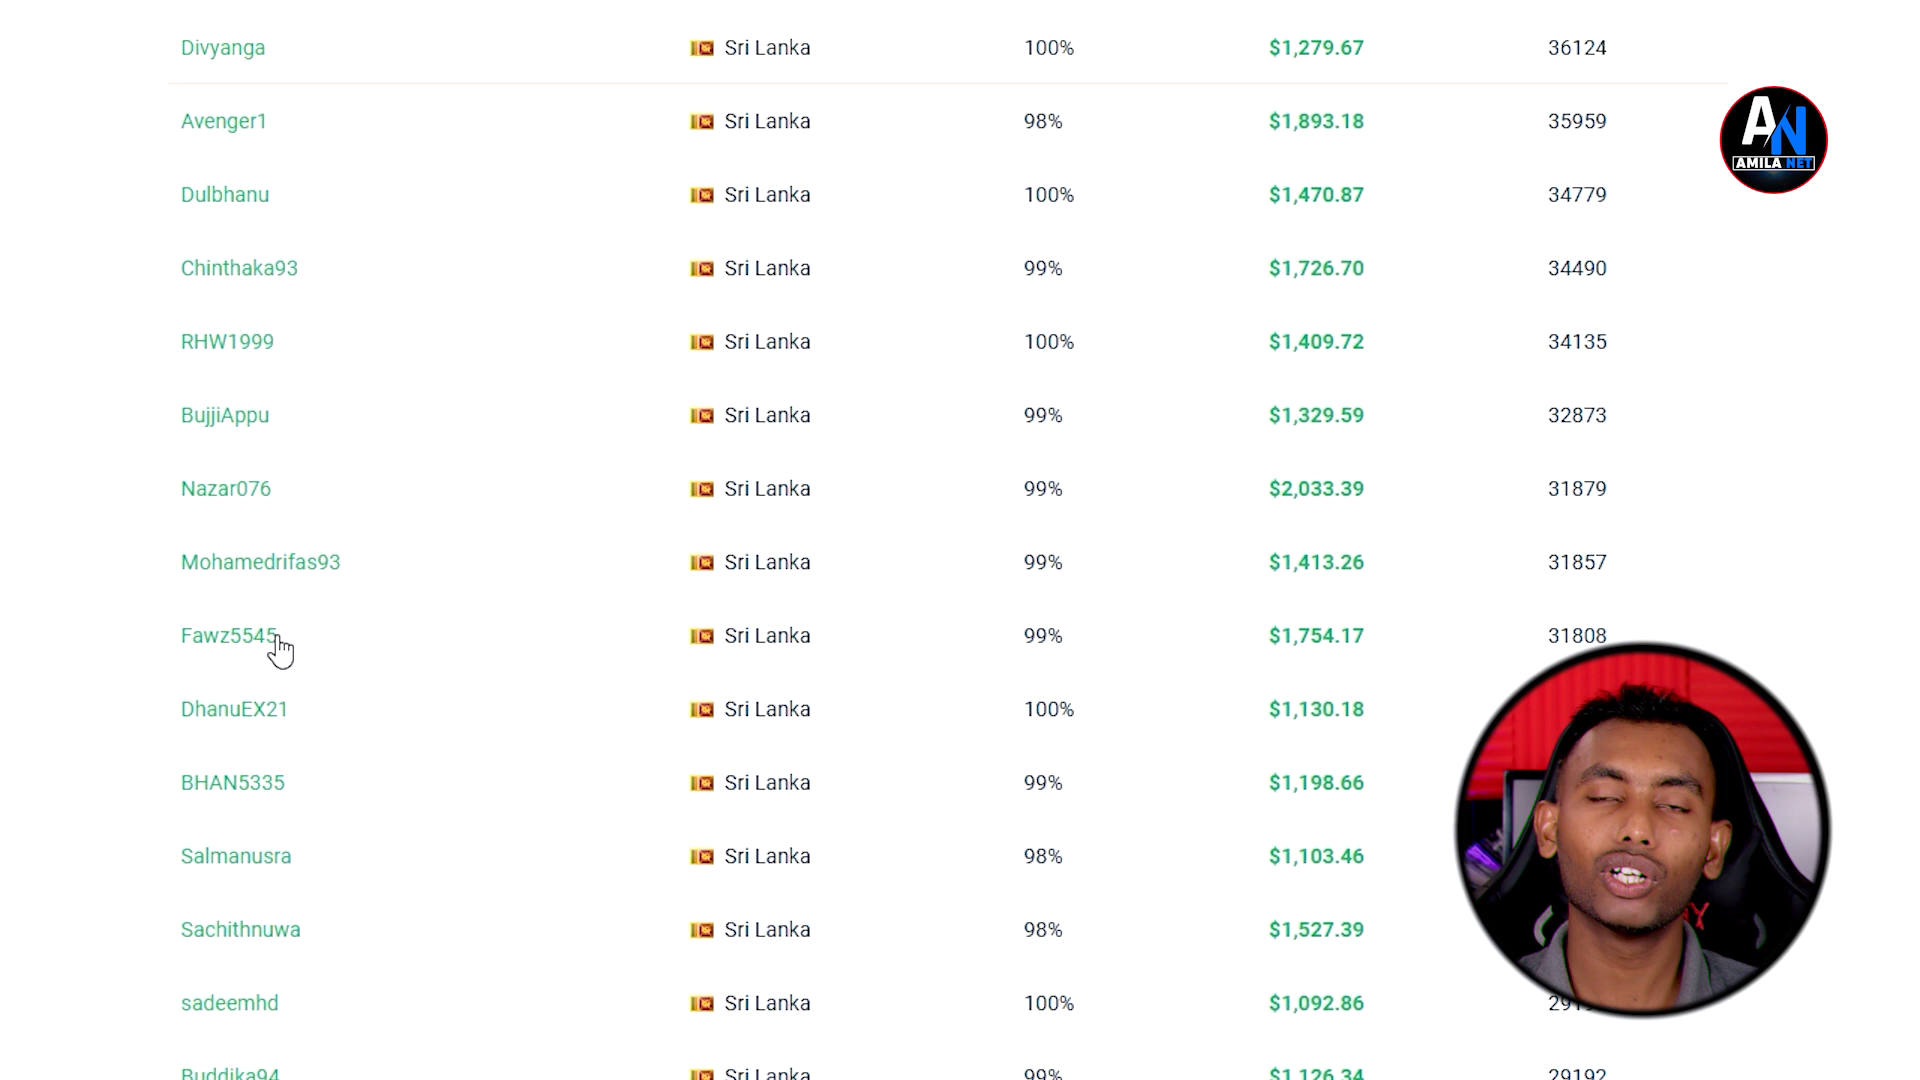 Divyanga Sri Lanka 100% $1,279.67 36124
Avenger1 Sri Lanka 98% $1,893.18 35959
AN
AMILA NET
Dulbhanu Sri Lanka 100% $1,470.87 34779
Chinthaka93 Sri Lanka 99% $1,726.70 34490
RHW1999 Sri Lanka 100% $1,409.72 34135
BujjiAppu Sri Lanka 99% $1,329.59 32873
Nazar076 Sri Lanka 99% $2,033.39 31879
Mohamedrifas93 Sri Lanka 99% $1,413.26 31857
Fawz5545 Sri Lanka 99% $1,754.17 31808
DhanuEX21 Sri Lanka 100% $1,130.18
BHAN5335 Sri Lanka 99% $1,198.66
Salmanusra Sri Lanka 98% $1,103.46
Sachithnuwa Sri Lanka 98% $1,527.39
sadeemhd Sri Lanka 100% $1,092.86
Buddika94 Sri Lanka 99% $1,126.34 29192